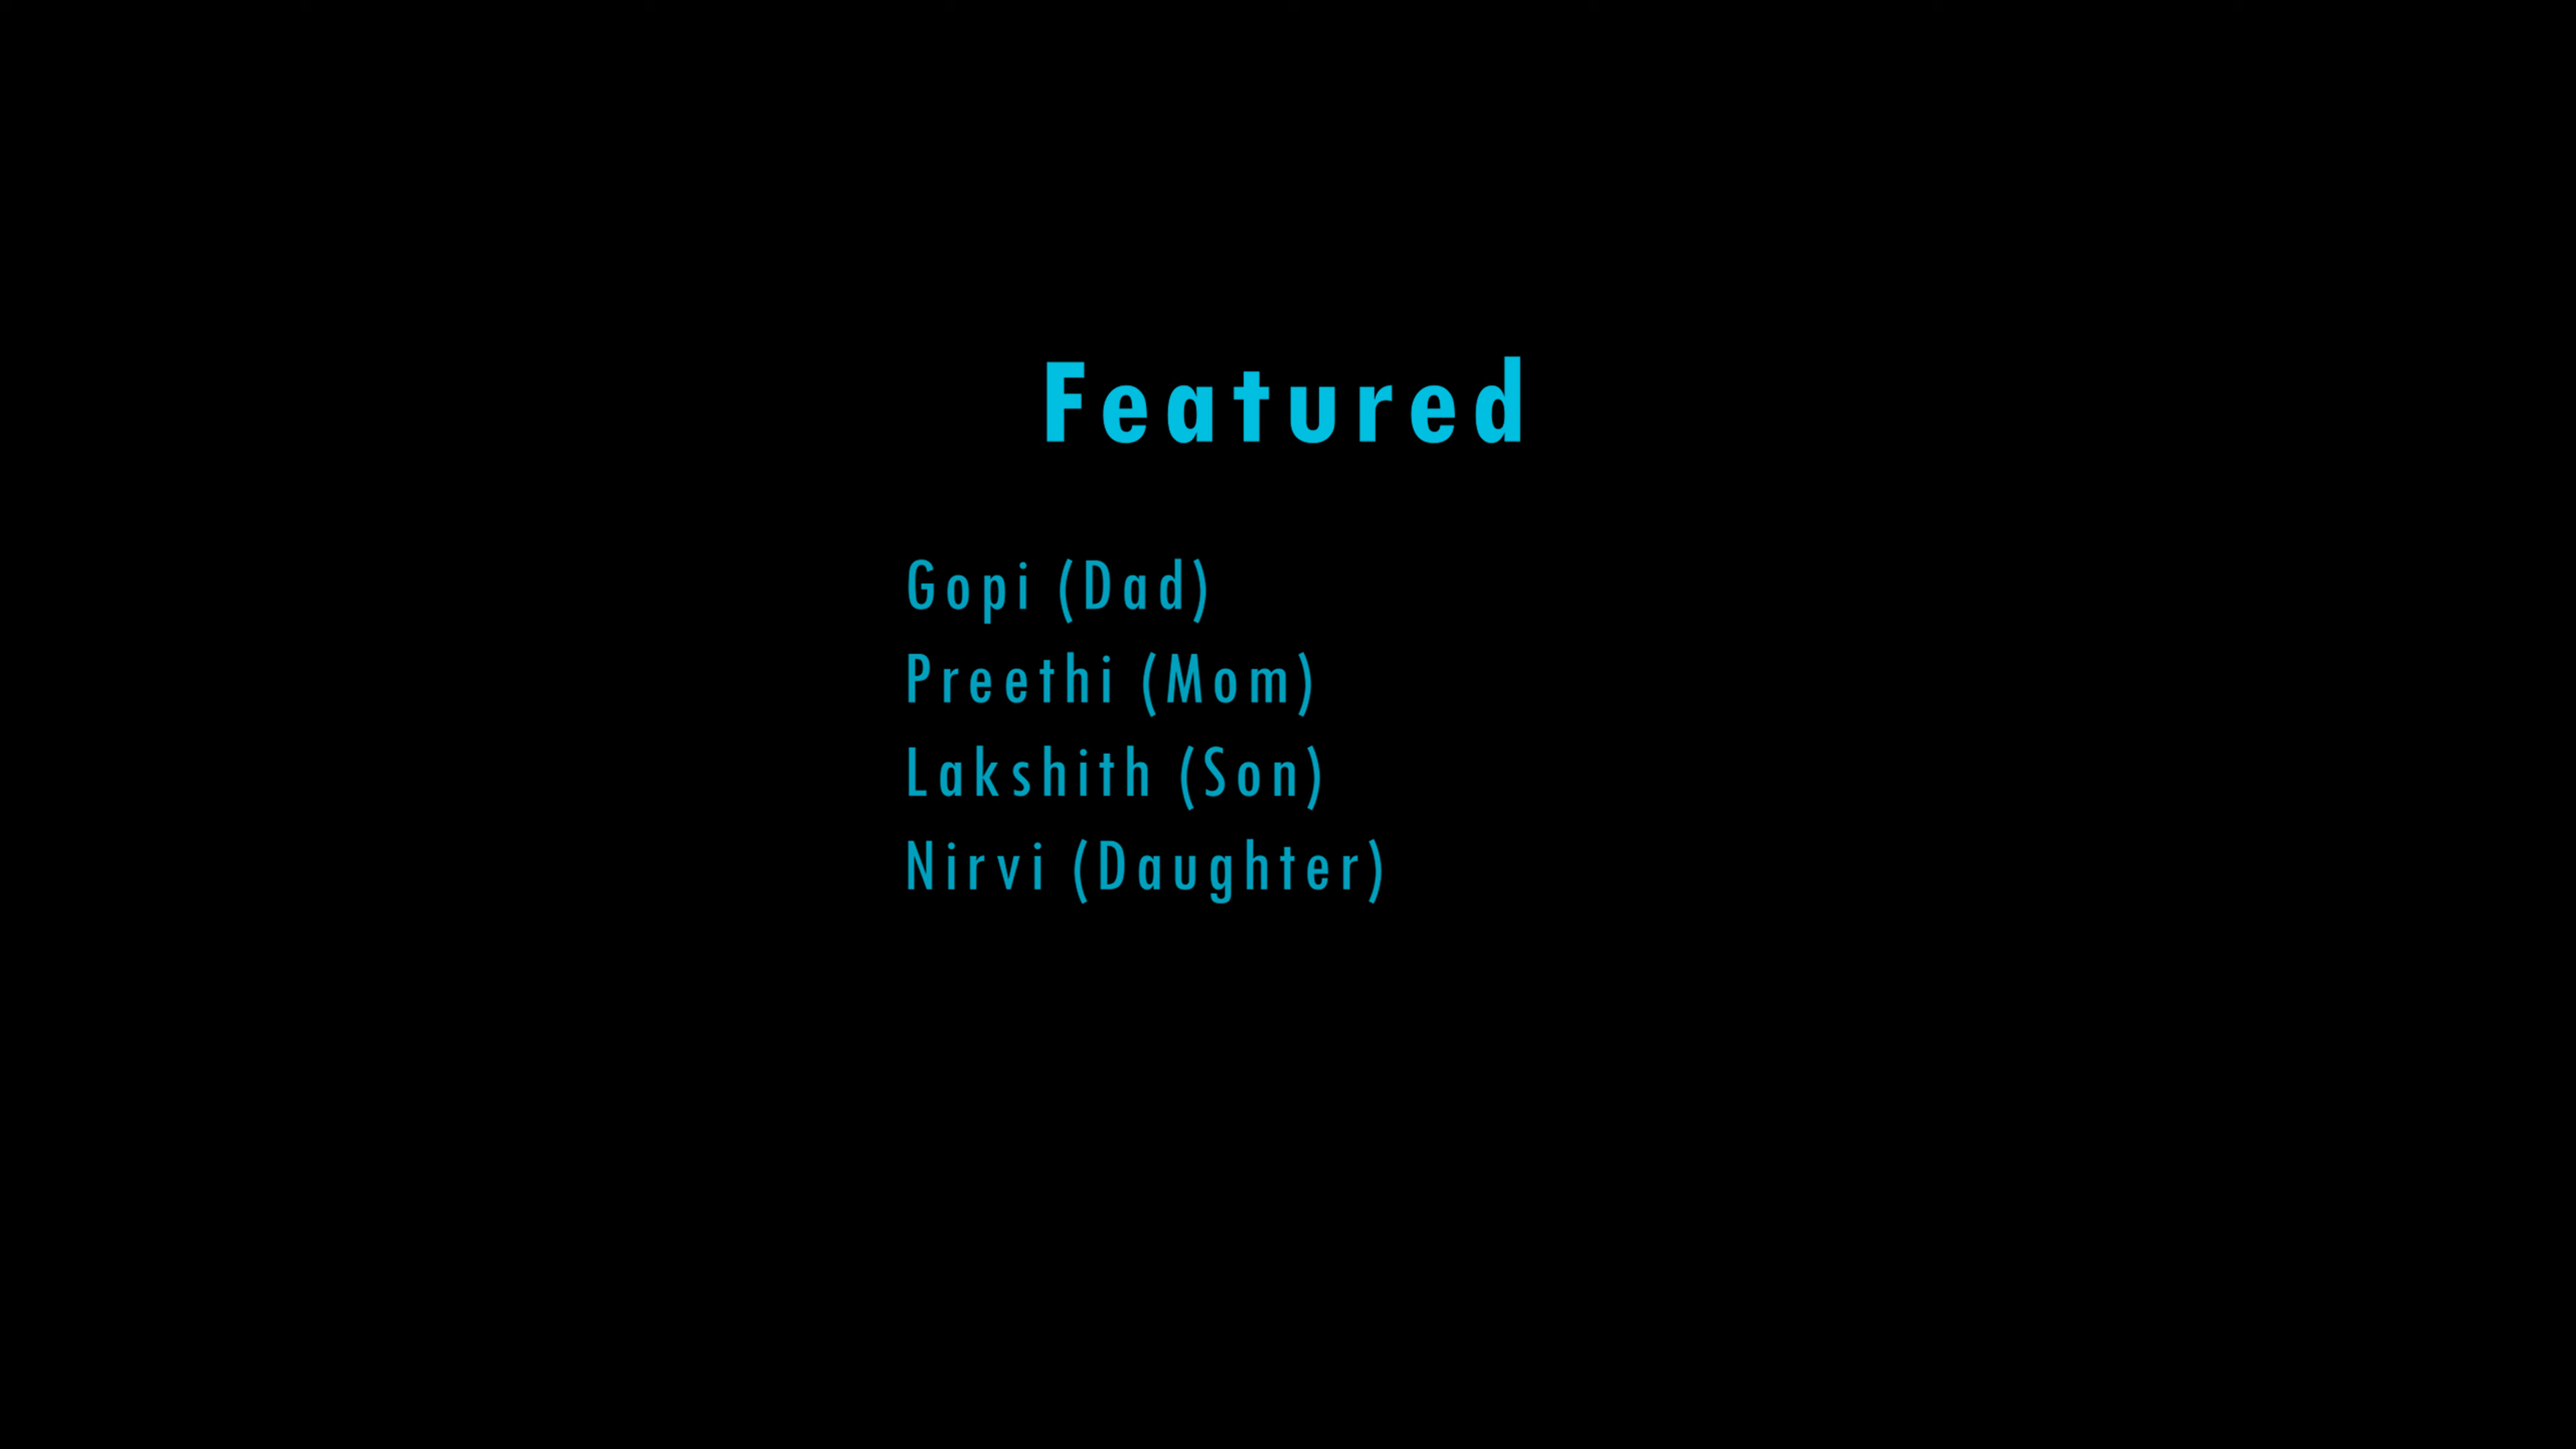 Featured
Gopi (Dad)
Preethi (Mom)
Lakshith (Son)
Nirvi (Daughter)